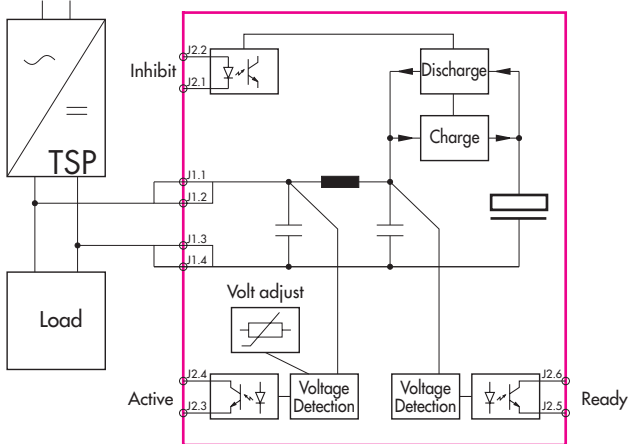 J2.2
Inhibit
J2.1
Discharge
Charge
TSP
J1.1
J1.2
J1.3
J1.4
Load
Volt adjust
J2.4
Active
J2.3
Voltage
Detection
Voltage
Detection
J2.6
Ready
J2.5